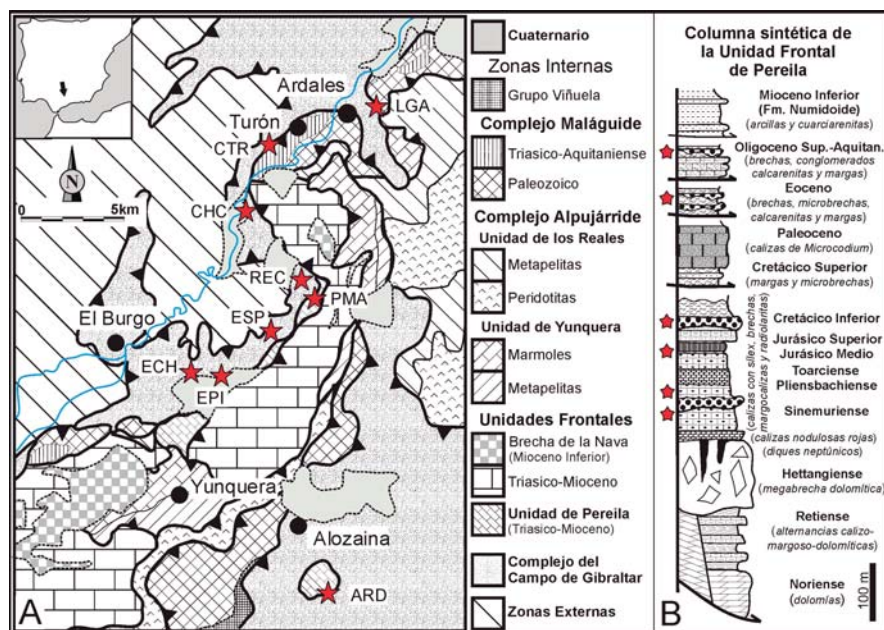 Ardales
LGA
Turón
CTR
N
0 5km
CHC
REC
PMA
El Burgo
ESP
ECH
EPI
Yunquera
Alozaina
A
ARD
Cuaternario
Zonas Internas
Grupo Viñuela
Complejo Maláguide
Triasico-Aquitaniense
Paleozoico
Complejo Alpujárride
Unidad de los Reales
Metapelitas
Peridotitas
Unidad de Yunquera
Marmoles
Metapelitas
Unidades Frontales
Brecha de la Nava
(Mioceno Inferior)
Triasico-Mioceno
Unidad de Pereila
(Triasico-Mioceno)
Complejo del
Campo de Gibraltar
Zonas Externas
B
Columna sintética de
la Unidad Frontal
de Pereila
Mioceno Inferior
(Fm. Numidoide)
(arcillas y cuarciarenitas)
Oligoceno Sup.-Aquitan.
(brechas, conglomerados
calcarenitas y margas)
Eoceno
(brechas, microbrechas,
calcarenitas y margas)
Paleoceno
(calizas de Microcodium)
Cretácico Superior
(margas y microbrechas)
(calizas con sílex, brechas,
margocalizas y radiolaritas)
Cretácico Inferior
Jurásico Superior
Jurásico Medio
Toarciense
Pliensbachiense
Sinemuriense
(calizas nodulosas rojas)
(diques neptúnicos)
Hettangiense
(megabrecha dolomítica)
Retiense
(alternancias calizo-
margoso-dolomíticas)
Noriense
(dolomías)
100 m